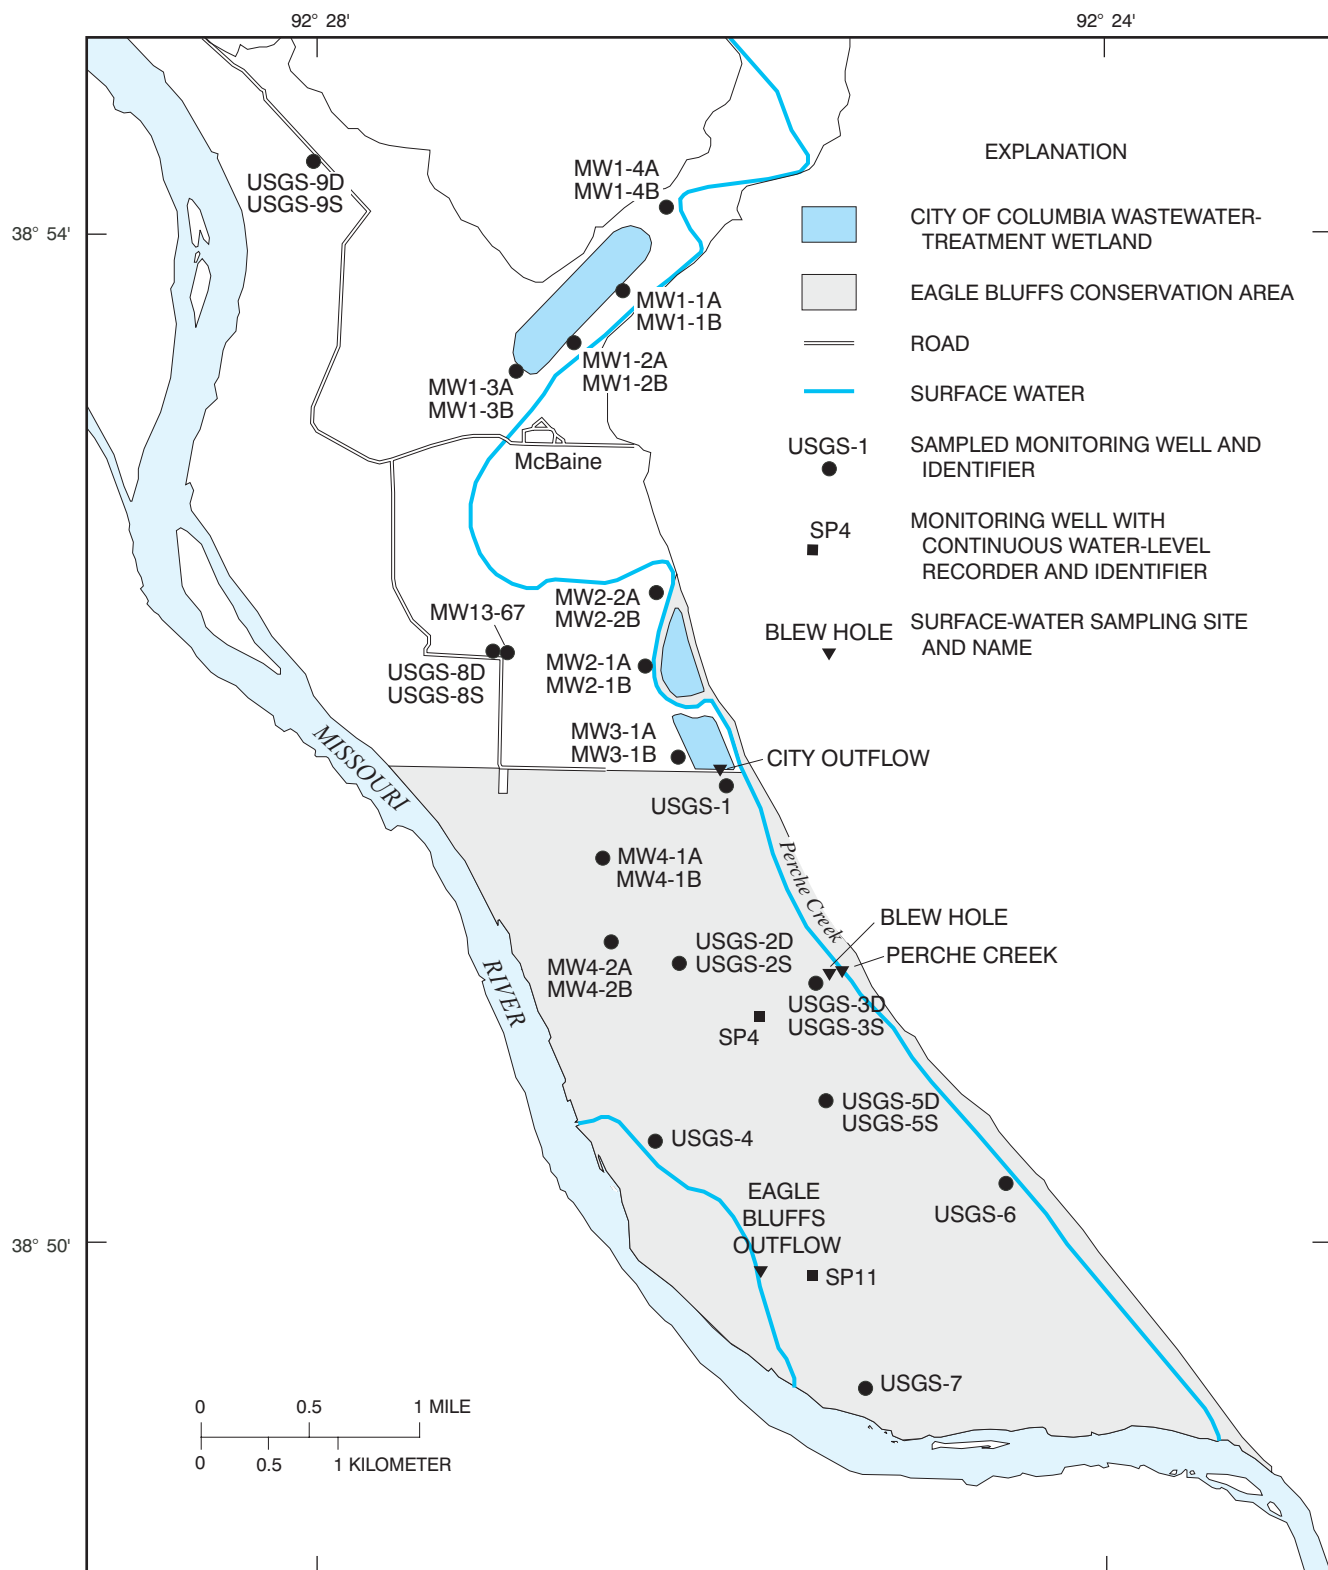 92° 28'
92° 24'
EXPLANATION
MW1-4A
MW1-4B
USGS-9D
USGS-9S
38° 54'
CITY OF COLUMBIA WASTEWATER-
TREATMENT WETLAND
EAGLE BLUFFS CONSERVATION AREA
MW1-1A
MW1-1B
ROAD
MW1-2A
MW1-2B
MW1-3A
MW1-3B
SURFACE WATER
McBaine
USGS-1
SAMPLED MONITORING WELL AND
IDENTIFIER
SP4
MONITORING WELL WITH
CONTINUOUS WATER-LEVEL
RECORDER AND IDENTIFIER
MW2-2A
MW2-2B
MW13-67
BLEW HOLE
SURFACE-WATER SAMPLING SITE
AND NAME
USGS-8D
USGS-8S
MW2-1A
MW2-1B
MW3-1A
MW3-1B
CITY OUTFLOW
MISSOURI
USGS-1
MW4-1A
MW4-1B
Perche Creek
BLEW HOLE
PERCHE CREEK
USGS-2D
USGS-2S
MW4-2A
MW4-2B
RIVER
USGS-3D
USGS-3S
SP4
USGS-5D
USGS-5S
USGS-4
EAGLE
BLUFFS
OUTFLOW
USGS-6
38° 50'
SP11
USGS-7
0 0.5 1 MILE
0 0.5 1 KILOMETER